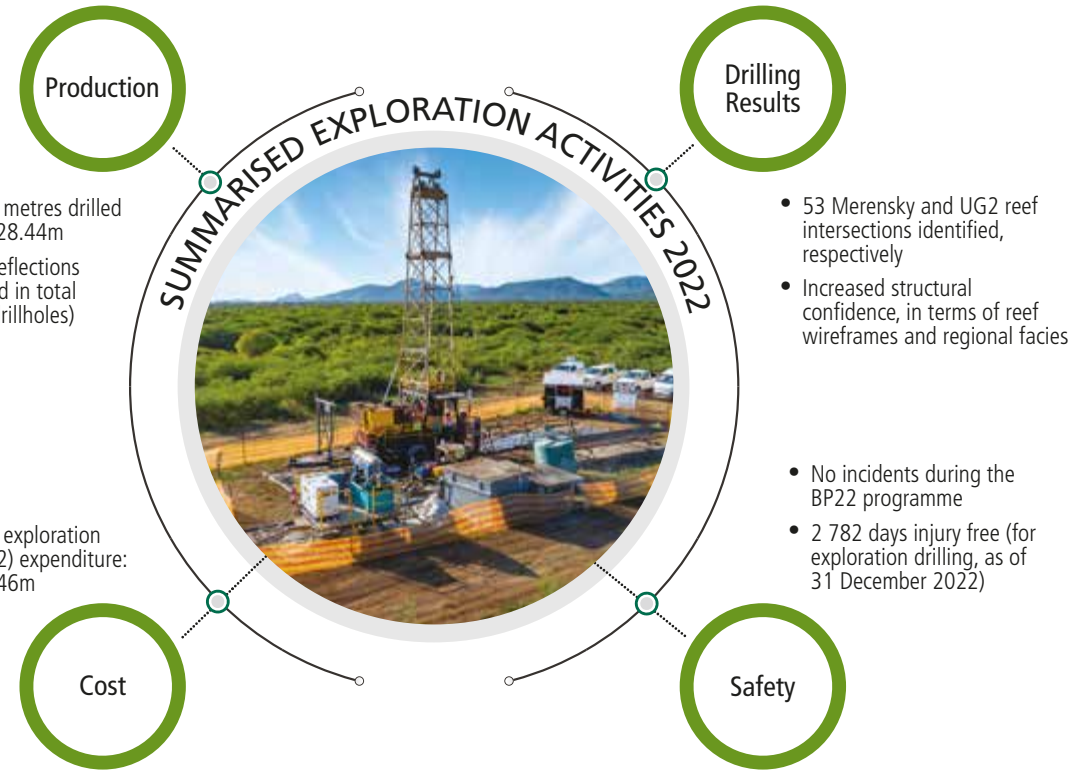 Production
Drilling
Results
SUMMARISED EXPLORATION ACTIVITIES 2022
metres drilled
28.44m
eflections
d in total
rillholes)
• 53 Merensky and UG2 reef
intersections identified,
respectively
• Increased structural
confidence, in terms of reef
wireframes and regional facies
exploration
2) expenditure:
46m
• No incidents during the
BP22 programme
• 2 782 days injury free (for
exploration drilling, as of
31 December 2022)
Cost
Safety